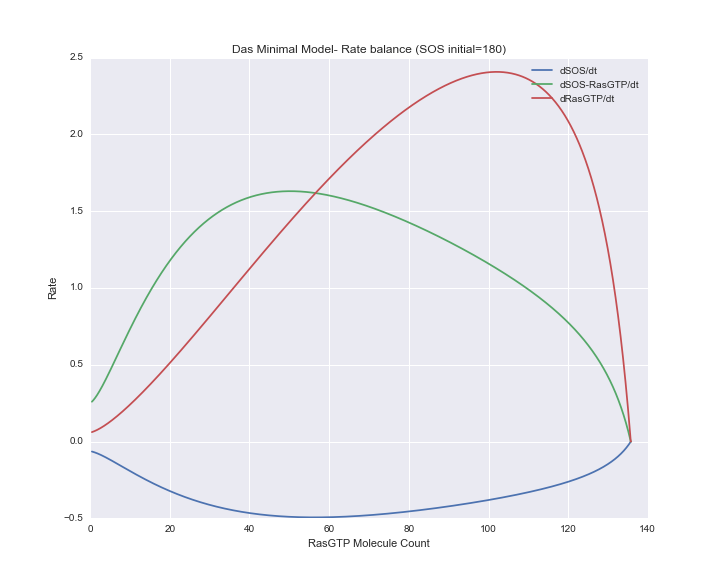 Das Minimal Model- Rate balance (SOS initial=180)
2.5
2.0
1.5
1.0
0.5
0.0
−0.5
Rate
dSOS/dt
dSOS-RasGTP/dt
dRasGTP/dt
0 20 40 60 80 100 120 140
RasGTP Molecule Count